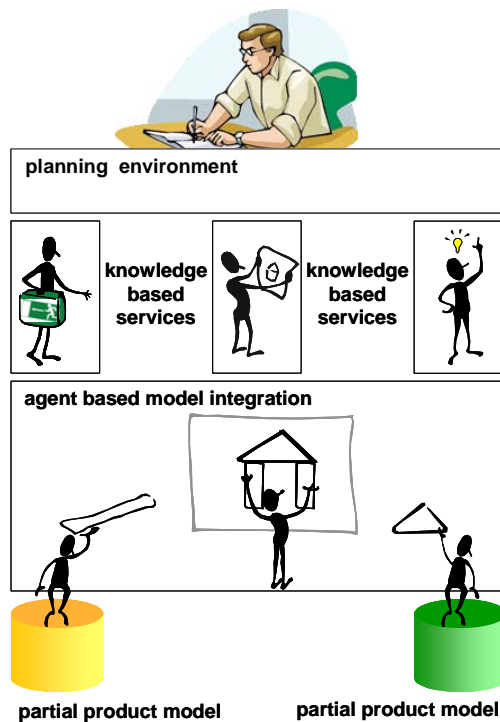 planning environment
knowledge
based
services
knowledge
based
services
agent based model integration
partial product model
partial product model